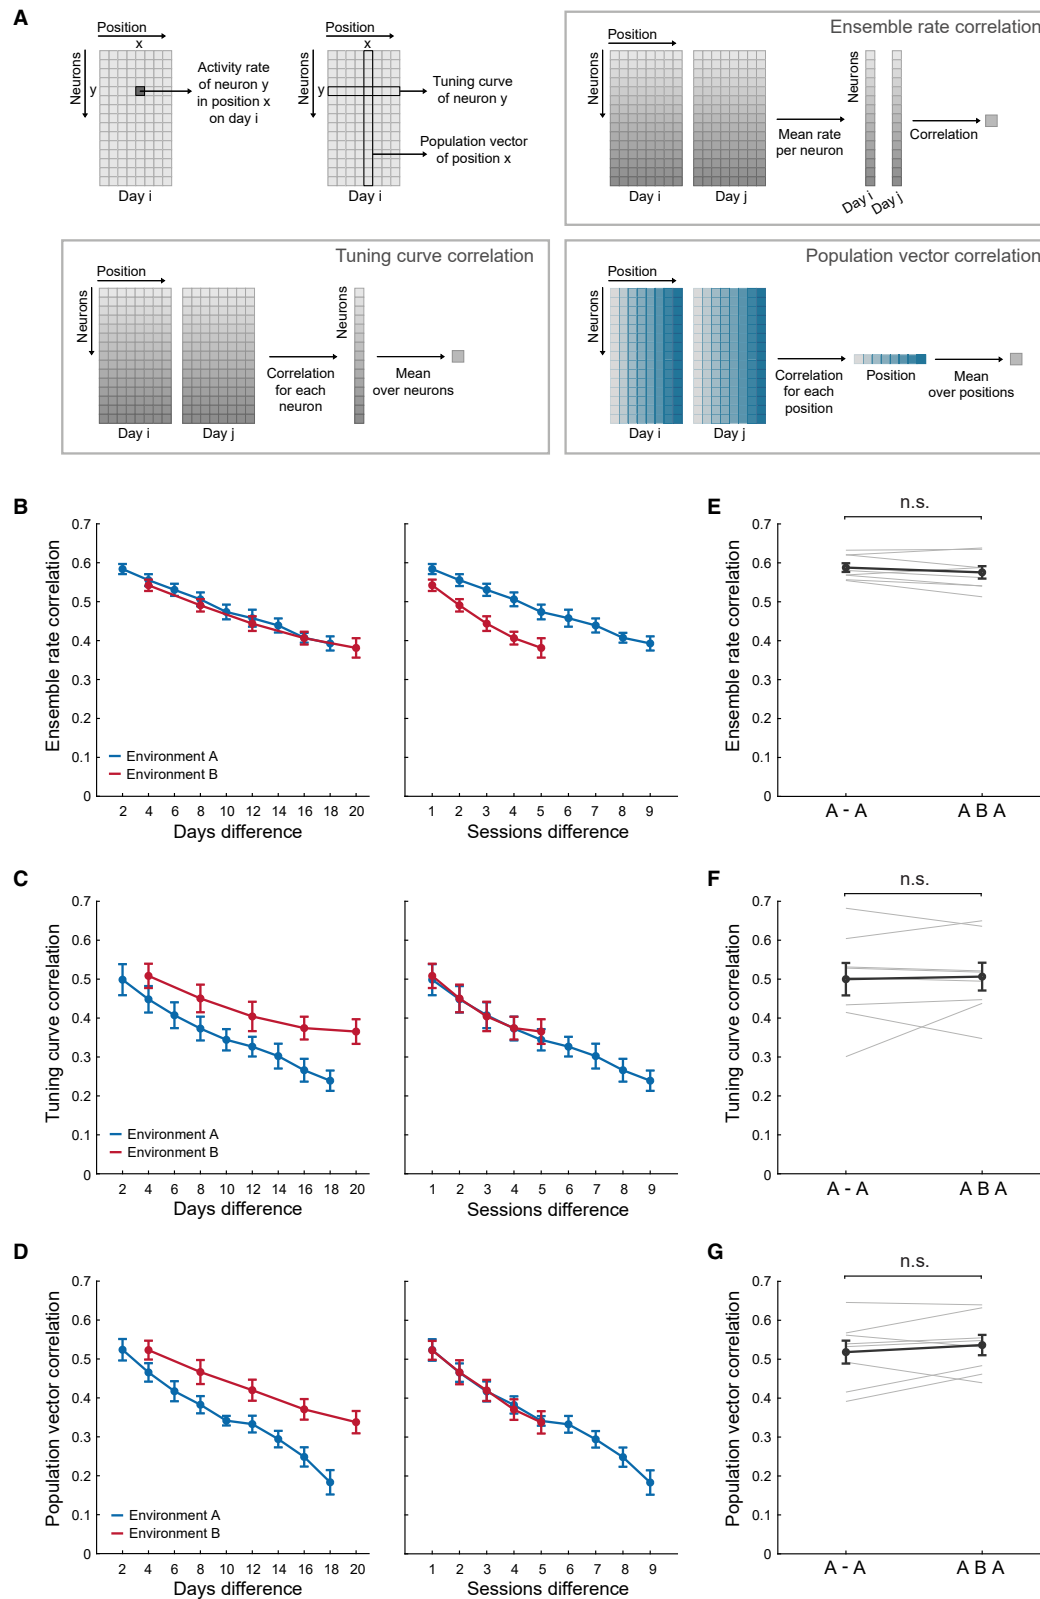 A
Position
x
Neurons
y
Activity rate
of neuron y
in position x
on day i
Day i
Position
x
Neurons
y
Tuning curve
of neuron y
Population vector
of position x
Day i
Ensemble rate correlation
Position
Neurons
Day i
Day j
Mean rate
per neuron
Neurons
Day i
Day j
Correlation
Tuning curve correlation
Position
Neurons
Day i
Day j
Correlation
for each
neuron
Neurons
Mean
over neurons
Population vector correlation
Position
Neurons
Day i
Day j
Correlation
for each
position
Position
Mean
over positions
B
Ensemble rate correlation
0.7
0.6
0.5
0.4
0.3
0.2
0.1
0
Environment A
Environment B
2 4 6 8 10 12 14 16 18 20
Days difference
1 2 3 4 5 6 7 8 9
Sessions difference
E
n.s.
Ensemble rate correlation
0.7
0.6
0.5
0.4
0.3
0.2
0.1
0
A - A
A B A
C
Tuning curve correlation
0.7
0.6
0.5
0.4
0.3
0.2
0.1
0
Environment A
Environment B
2 4 6 8 10 12 14 16 18 20
Days difference
1 2 3 4 5 6 7 8 9
Sessions difference
F
n.s.
Tuning curve correlation
0.7
0.6
0.5
0.4
0.3
0.2
0.1
0
A - A
A B A
D
Population vector correlation
0.7
0.6
0.5
0.4
0.3
0.2
0.1
0
Environment A
Environment B
2 4 6 8 10 12 14 16 18 20
Days difference
1 2 3 4 5 6 7 8 9
Sessions difference
G
n.s.
Population vector correlation
0.7
0.6
0.5
0.4
0.3
0.2
0.1
0
A - A
A B A